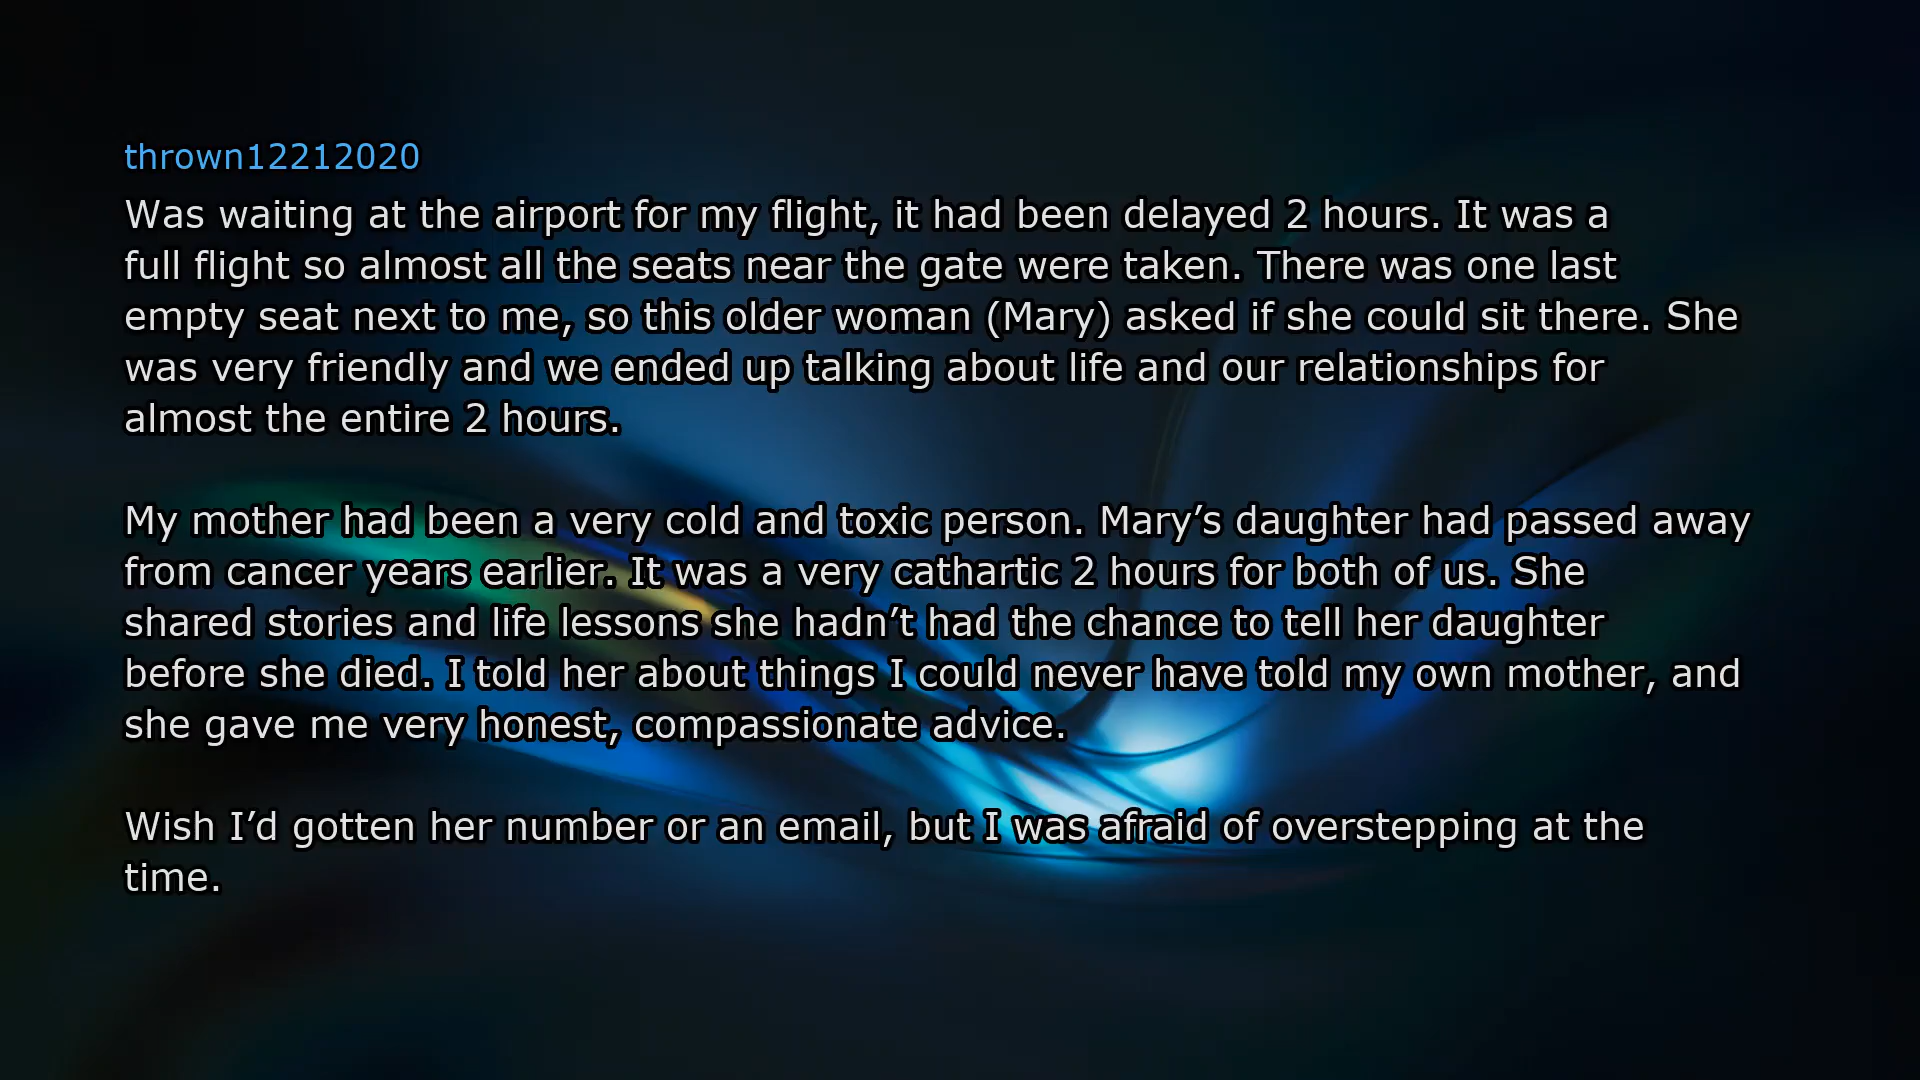 thrown12212020
Was waiting at the airport for my flight, it had been delayed 2 hours. It was a
full flight so almost all the seats near the gate were taken. There was one last
empty seat next to me, so this older woman (Mary) asked if she could sit there. She
was very friendly and we ended up talking about life and our relationships for
almost the entire 2 hours.
My mother had been a very cold and toxic person. Mary’s daughter had passed away
from cancer years earlier. It was a very cathartic 2 hours for both of us. She
shared stories and life lessons she hadn’t had the chance to tell her daughter
before she died. I told her about things I could never have told my own mother, and
she gave me very honest, compassionate advice.
Wish I’d gotten her number or an email, but I was afraid of overstepping at the
time.